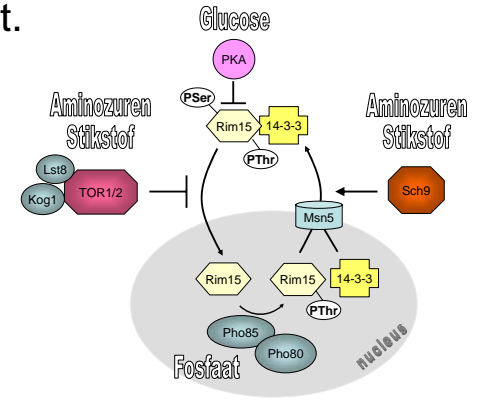 t.
Glucose
PKA
PSer
Rim15
14-3-3
PThr
Aminozuren
Stikstof
Aminozuren
Stikstof
Lst8
Kog1
TOR1/2
Sch9
Msn5
Rim15
Rim15
14-3-3
PThr
Pho85
Pho80
Fosfaat
nucleus